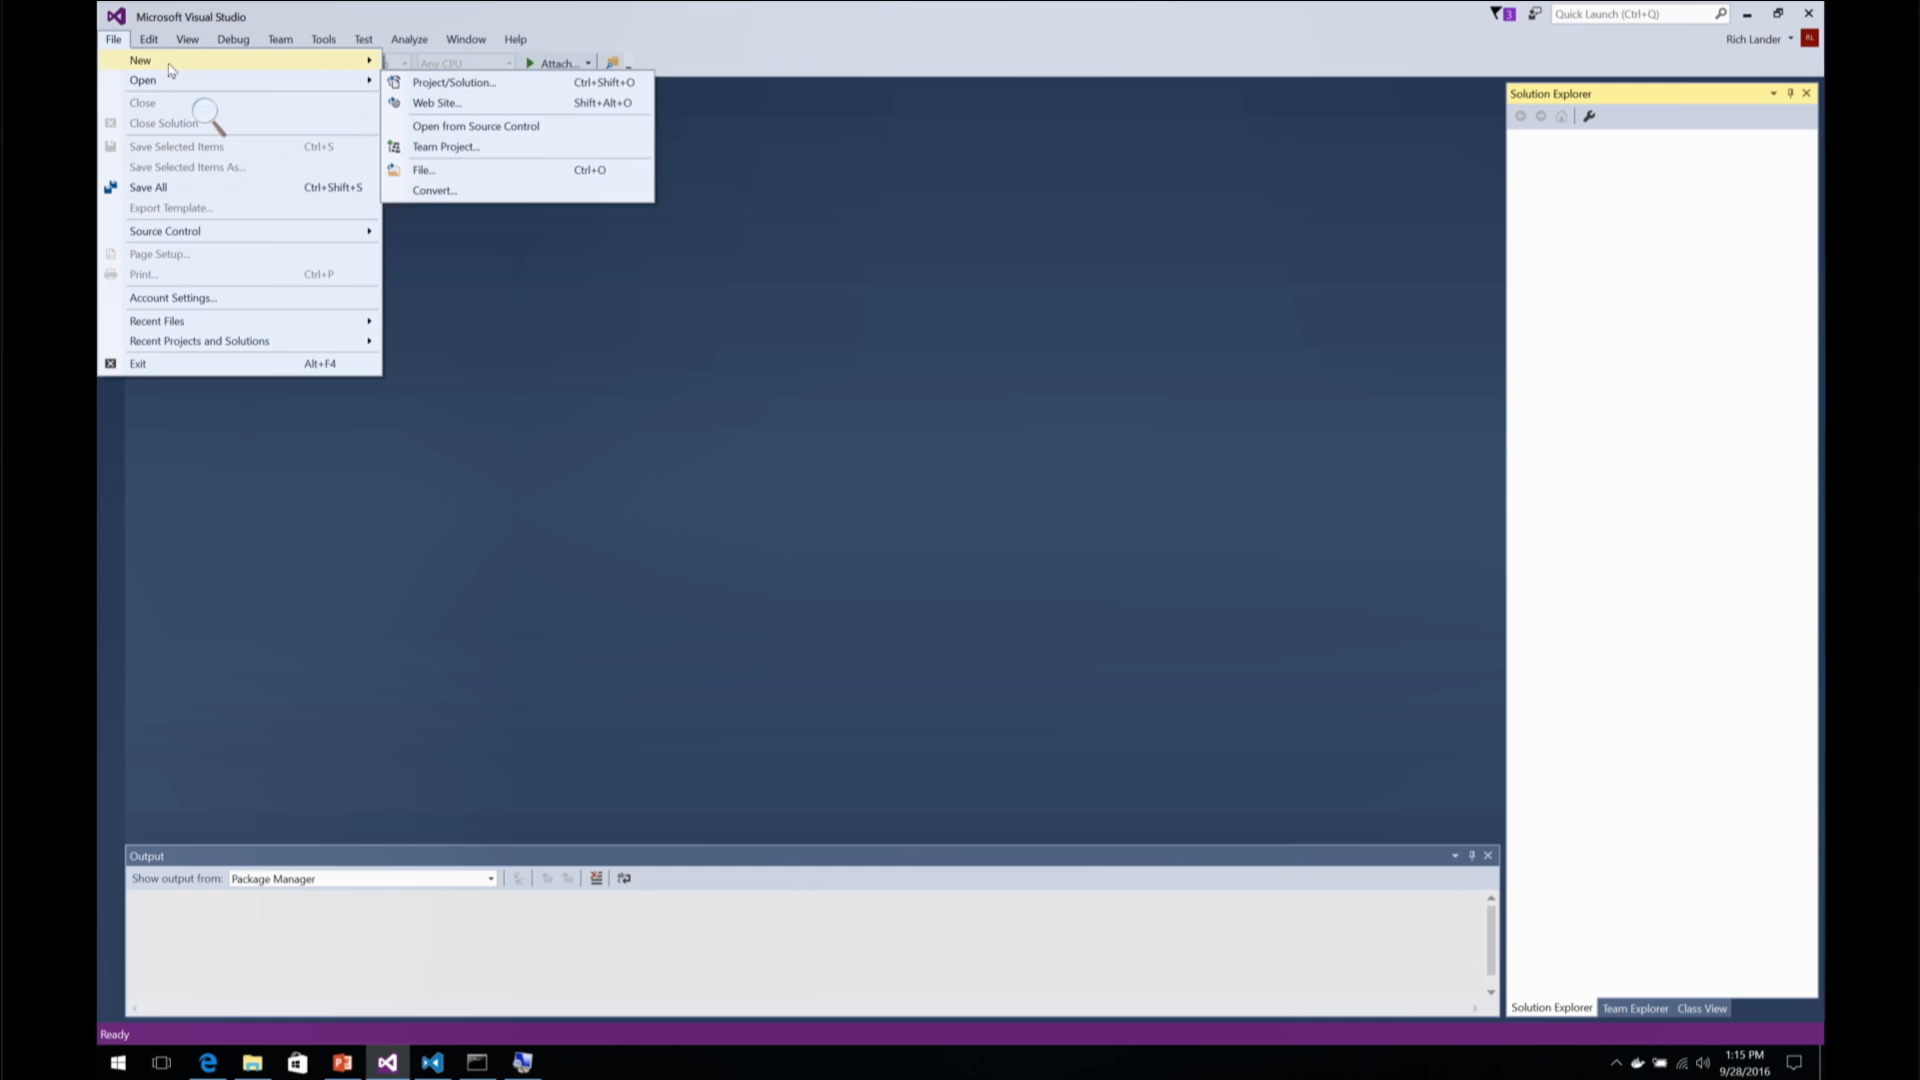 Microsoft Visual Studio
3
Quick Launch (Ctrl+Q)
File Edit View Debug Team Tools Test Analyze Window Help
Rich Lander RL
New
Any CPU Attach...
Open
Project/Solution... Ctrl+Shift+O
Web Site... Shift+Alt+O
Open from Source Control
Team Project...
File... Ctrl+O
Convert...
Close
Close Solution
Save Selected Items Ctrl+S
Save Selected Items As...
Save All Ctrl+Shift+S
Export Template...
Source Control
Page Setup...
Print... Ctrl+P
Account Settings...
Recent Files
Recent Projects and Solutions
Exit Alt+F4
Solution Explorer
Output
Show output from: Package Manager
Solution Explorer Team Explorer Class View
Ready
1:15 PM
9/28/2016